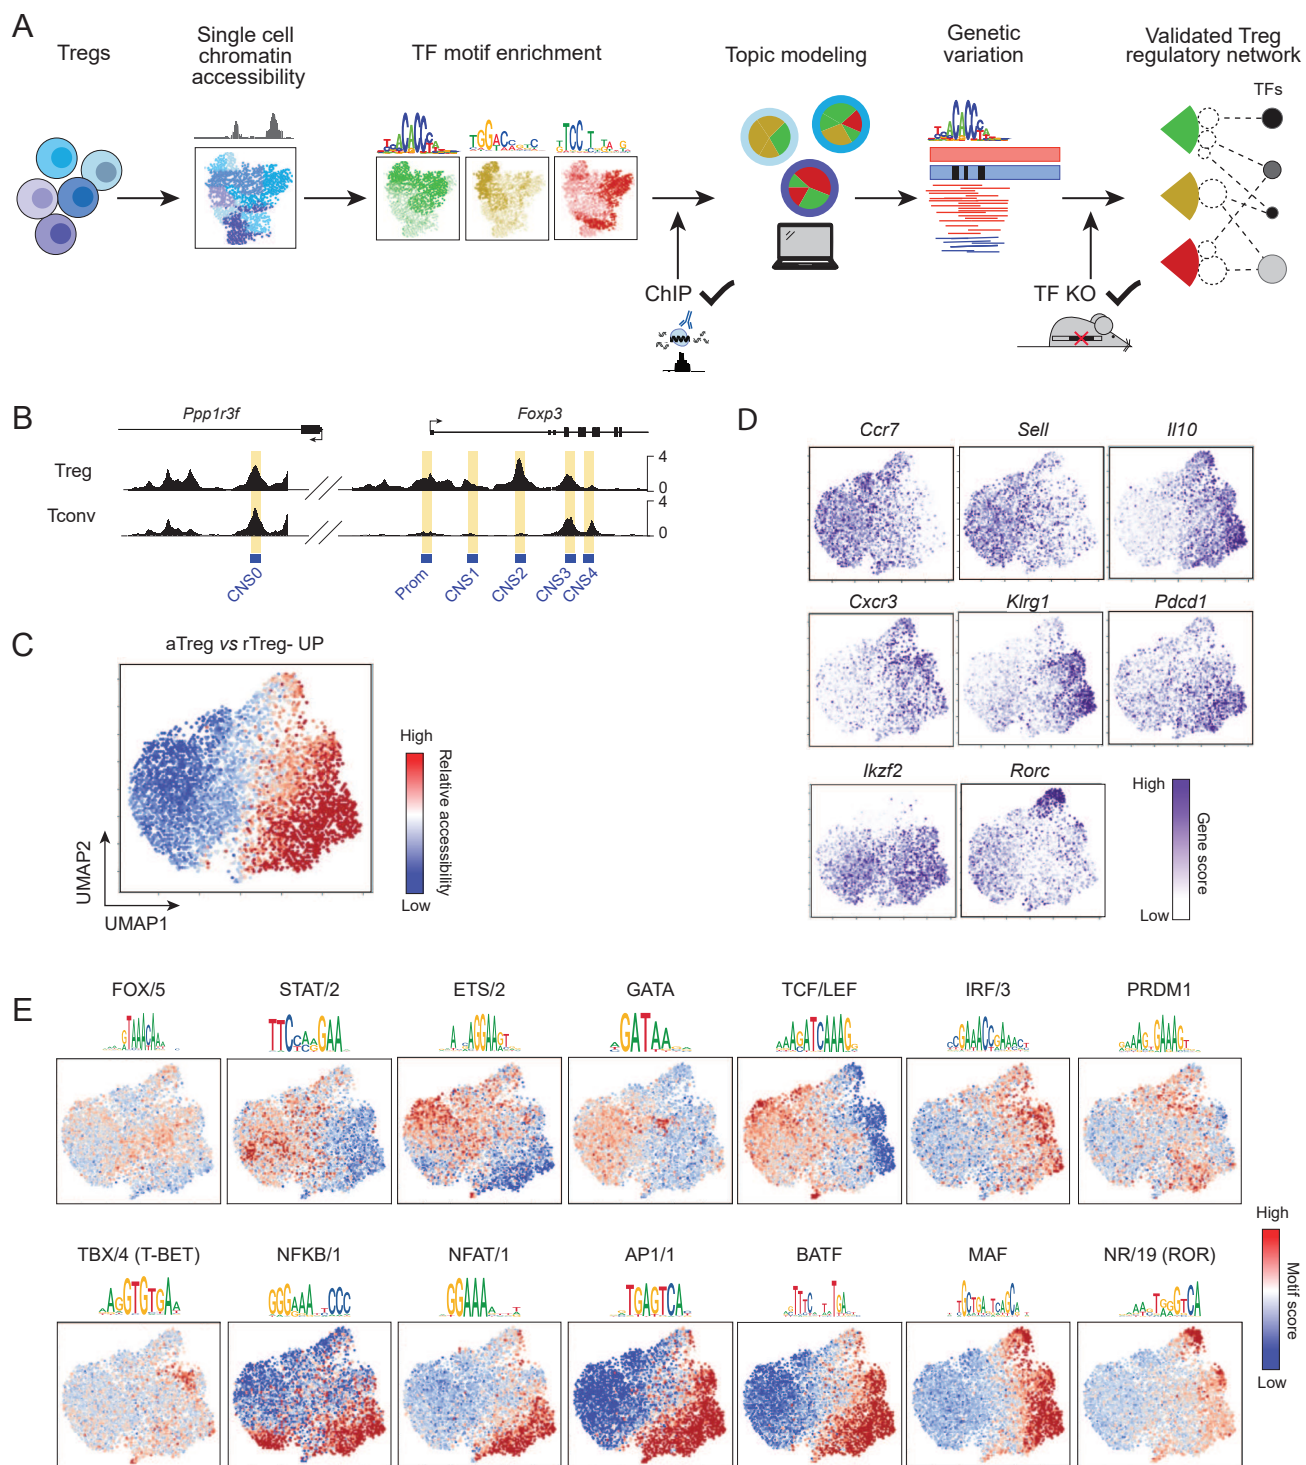 A
Tregs
Single cell
chromatin
accessibility
TF motif enrichment
Topic modeling
Genetic
variation
Validated Treg
regulatory network
TFs
ChIP
TF KO
B
Ppp1r3f
Foxp3
Treg
4
0
Tconv
4
0
CNS0
Prom
CNS1
CNS2
CNS3
CNS4
C
aTreg vs rTreg- UP
High
Relative accessibility
Low
UMAP2
UMAP1
D
Ccr7
Sell
Il10
Cxcr3
Klrg1
Pdcd1
Ikzf2
Rorc
High
Gene score
Low
E
FOX/5
STAT/2
ETS/2
GATA
TCF/LEF
IRF/3
PRDM1
TBX/4 (T-BET)
NFKB/1
NFAT/1
AP1/1
BATF
MAF
NR/19 (ROR)
High
Motif score
Low